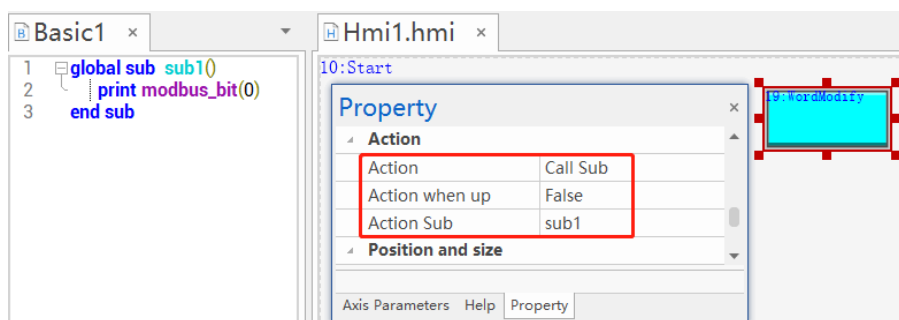 Basic1 ×
1 global sub sub1()
2 print modbus_bit(0)
3 end sub
Hmi1.hmi ×
10:Start
Property ×
Action
Action Call Sub
Action when up False
Action Sub sub1
Position and size
Axis Parameters Help Property
19:WordModify